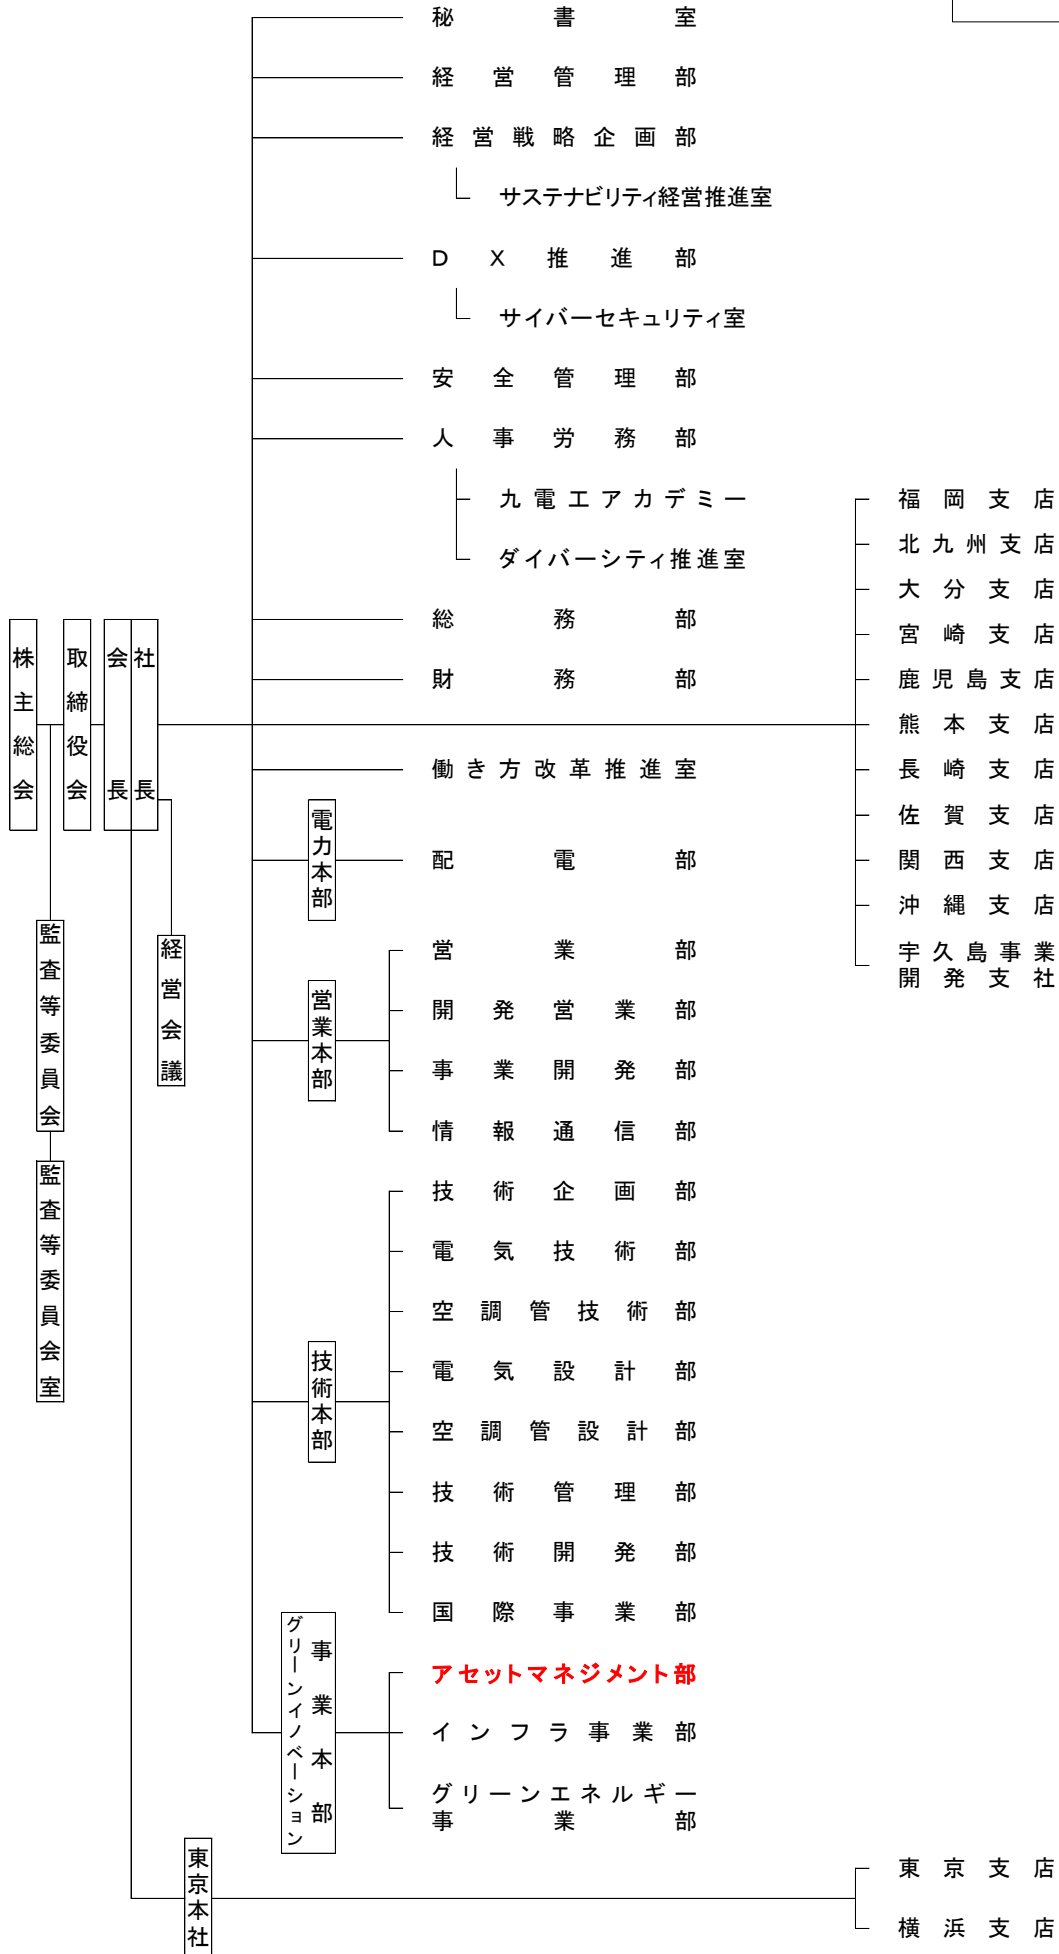 秘書室
経営管理部
経営戦略企画部
サステナビリティ経営推進室
DX推進部
サイバーセキュリティ室
安全管理部
人事労務部
九電工アカデミー
ダイバーシティ推進室
総務部
財務部
働き方改革推進室
株主総会
取締役会
会長
社長
監査等委員会
監査等委員会室
経営会議
電力本部
配電部
営業本部
営業部
開発営業部
事業開発部
情報通信部
技術本部
技術企画部
電気技術部
空調管技術部
電気設計部
空調管設計部
技術管理部
技術開発部
国際事業部
グリーンイノベーション
事業本部
アセットマネジメント部
インフラ事業部
グリーンエネルギー
事業部
福岡支店
北九州支店
大分支店
宮崎支店
鹿児島支店
熊本支店
長崎支店
佐賀支店
関西支店
沖縄支店
宇久島事業
開発支社
東京本社
東京支店
横浜支店